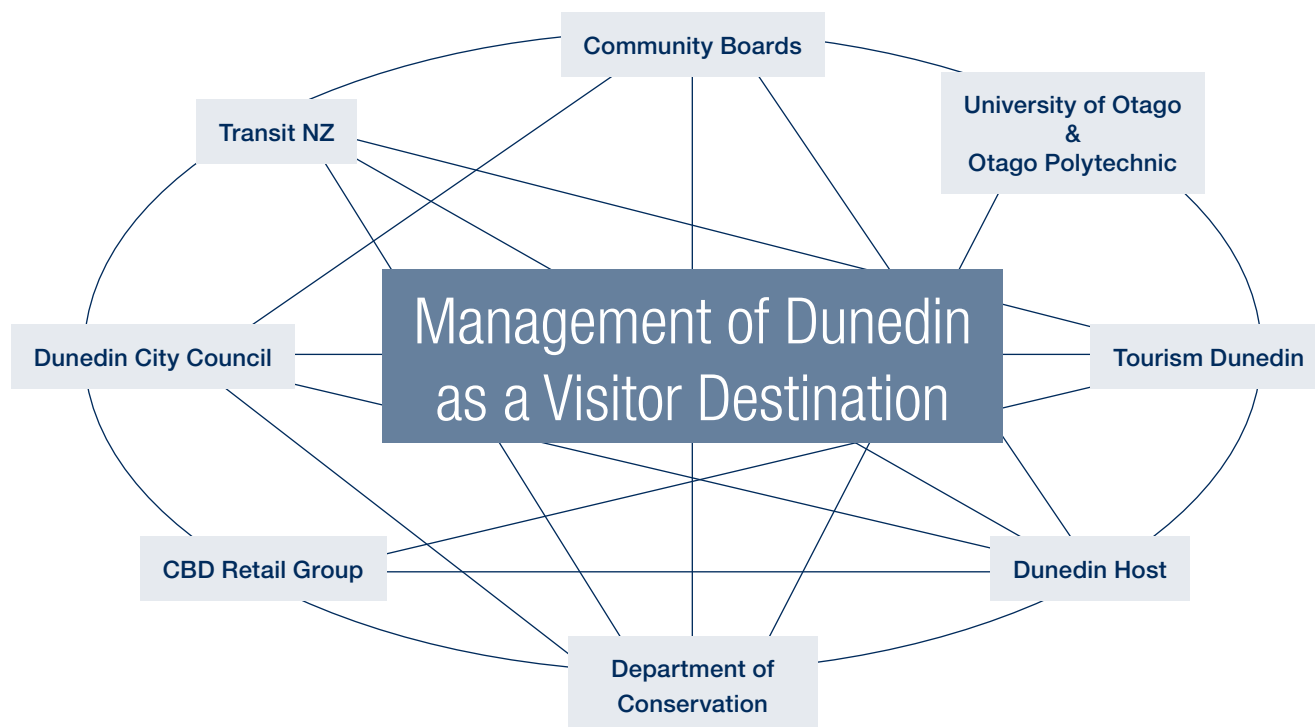 Community Boards
University of Otago
&
Otago Polytechnic
Transit NZ
Management of Dunedin
as a Visitor Destination
Dunedin City Council
Tourism Dunedin
CBD Retail Group
Dunedin Host
Department of
Conservation